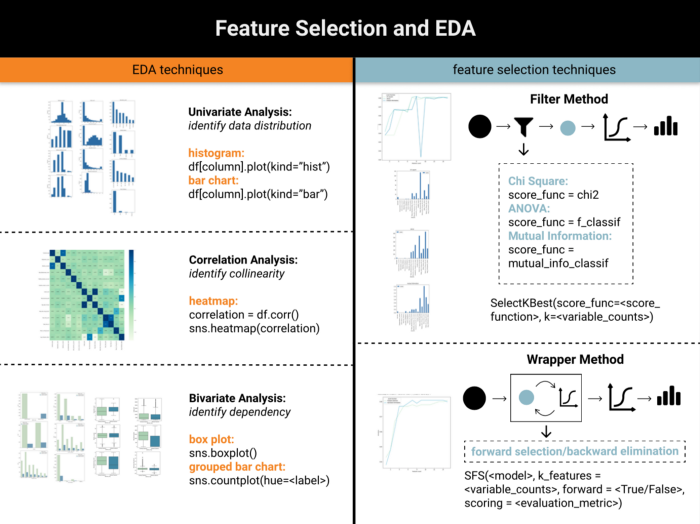 Feature Selection and EDA
EDA techniques
Univariate Analysis:
identify data distribution
histogram:
df[column].plot(kind="hist")
bar chart:
df[column].plot(kind="bar")
Correlation Analysis:
identify collinearity
heatmap:
correlation = df.corr()
sns.heatmap(correlation)
Bivariate Analysis:
identify dependency
box plot:
sns.boxplot()
grouped bar chart:
sns.countplot(hue=<label>)
feature selection techniques
Filter Method
Chi Square:
score_func = chi2
ANOVA:
score_func = f_classif
Mutual Information:
score_func =
mutual_info_classif
SelectKBest(score_func=<score_
function>, k=<variable_counts>)
Wrapper Method
forward selection/backward elimination
SFS(<model>, k_features =
<variable_counts>, forward = <True/False>,
scoring = <evaluation_metric>)